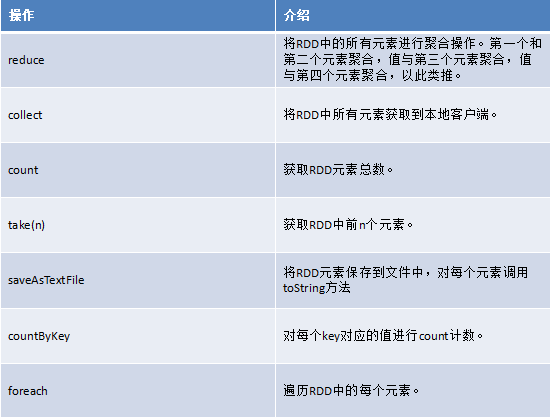 操作 介绍
reduce
将RDD中的所有元素进行聚合操作。第一个和
第二个元素聚合，值与第三个元素聚合，值
与第四个元素聚合，以此类推。
collect 将RDD中所有元素获取到本地客户端。
count 获取RDD元素总数。
take(n) 获取RDD中前n个元素。
saveAsTextFile
将RDD元素保存到文件中，对每个元素调用
toString方法
countByKey 对每个key对应的值进行count计数。
foreach 遍历RDD中的每个元素。